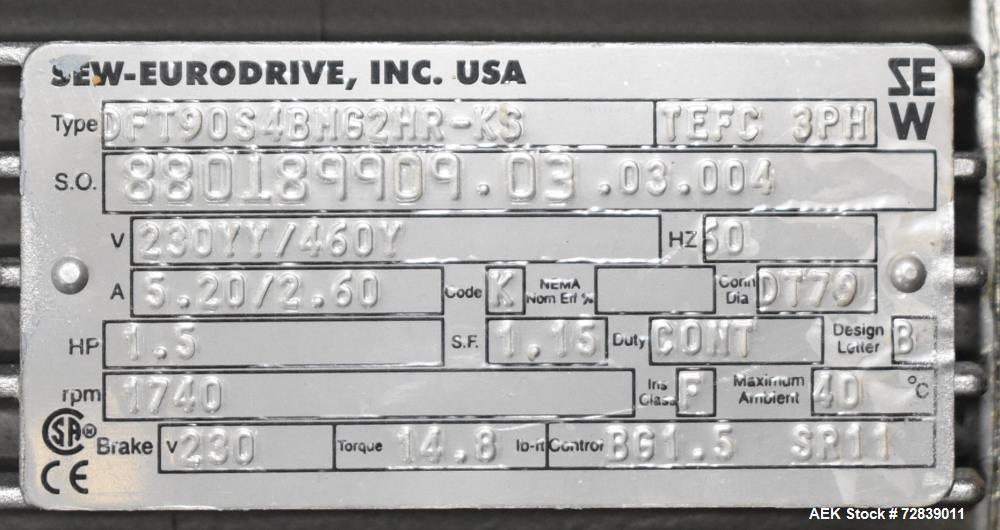 SEW-EURODRIVE, INC. USA
SEW
Type DFT90S4BMG2HR-KS TEFC 3PH
S.O. 880189909.03.03.004
V 230YY/460Y HZ 60
A 5.20/2.60 Code K NEMA Nom Erf % Conn Dia DT79
HP 1.5 S.F. 1.15 Duty CONT Design Letter B
rpm 1740 Ins Class F Maximum Ambient 40 °C
SA ® Brake V 230 Torque 14.8 lb-ft Control BG1.5 SR11
CE
AEK Stock # 72839011